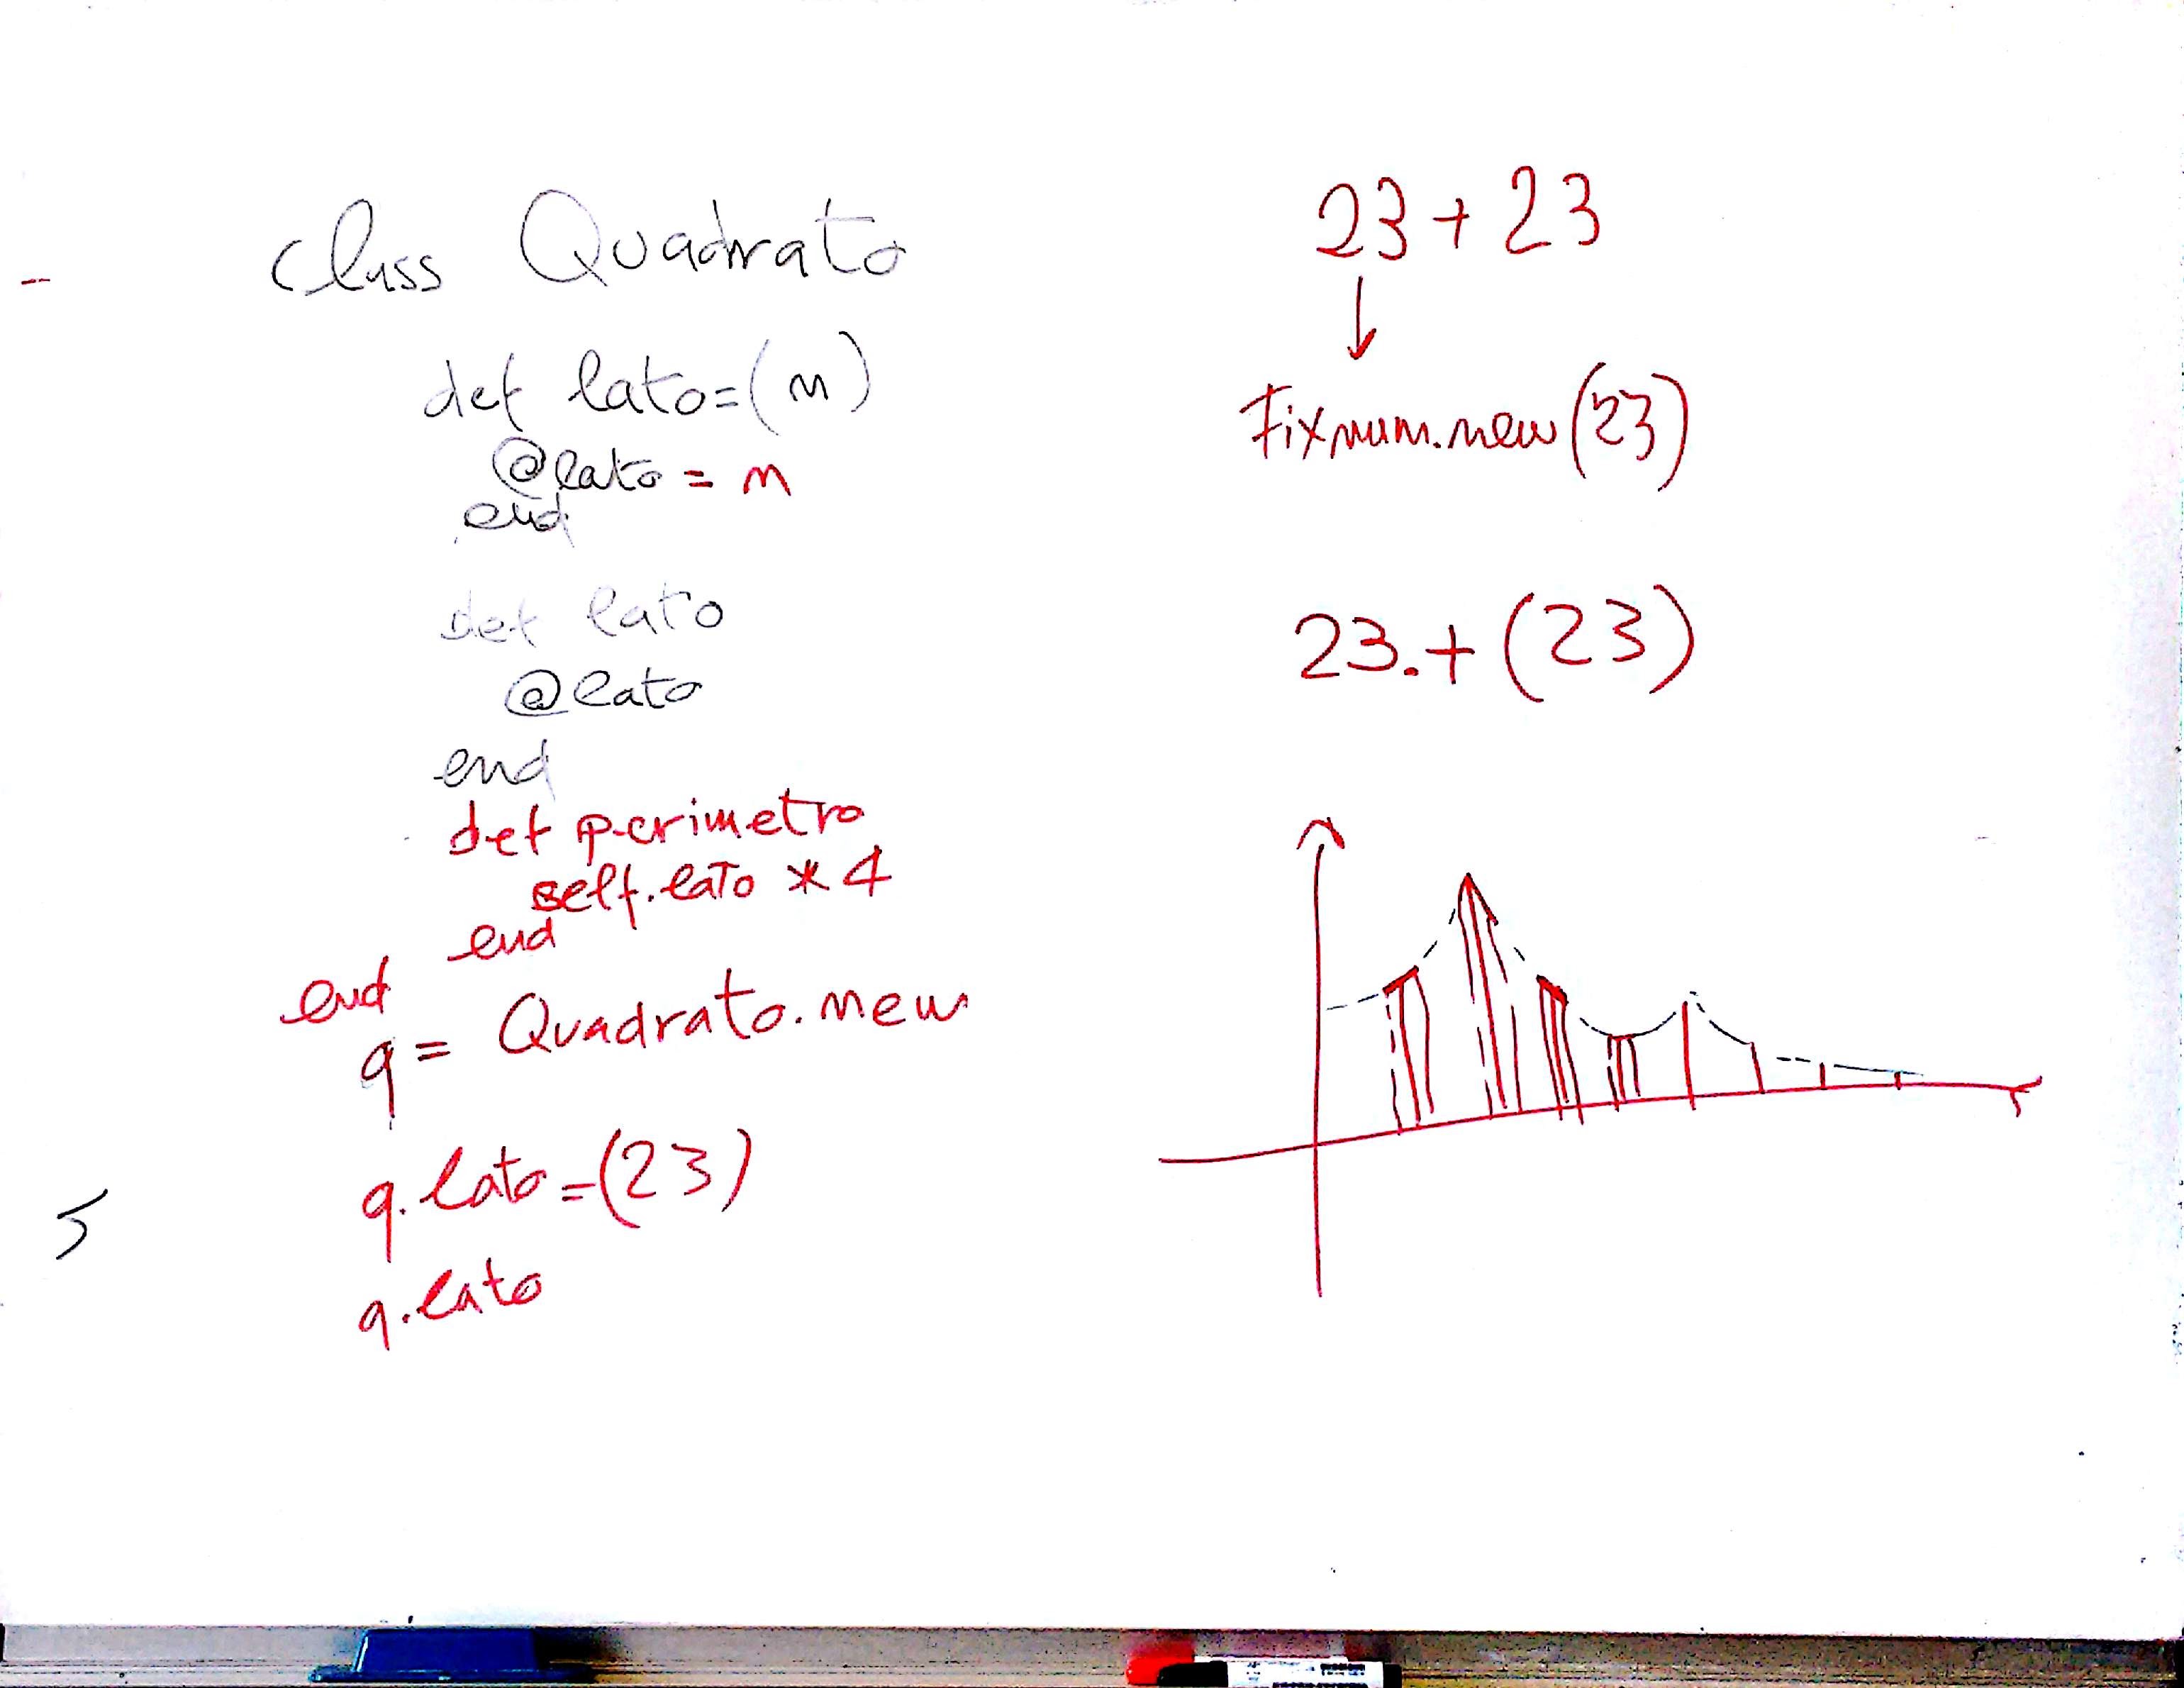 class Quadrato
def lato=(n)
@lato = n
end
def lato
@lato
end
def perimetro
self.lato * 4
end
end
q = Quadrato.new
q.lato=(23)
q.lato
23 + 23
Fixnum.new(23)
23.+(23)